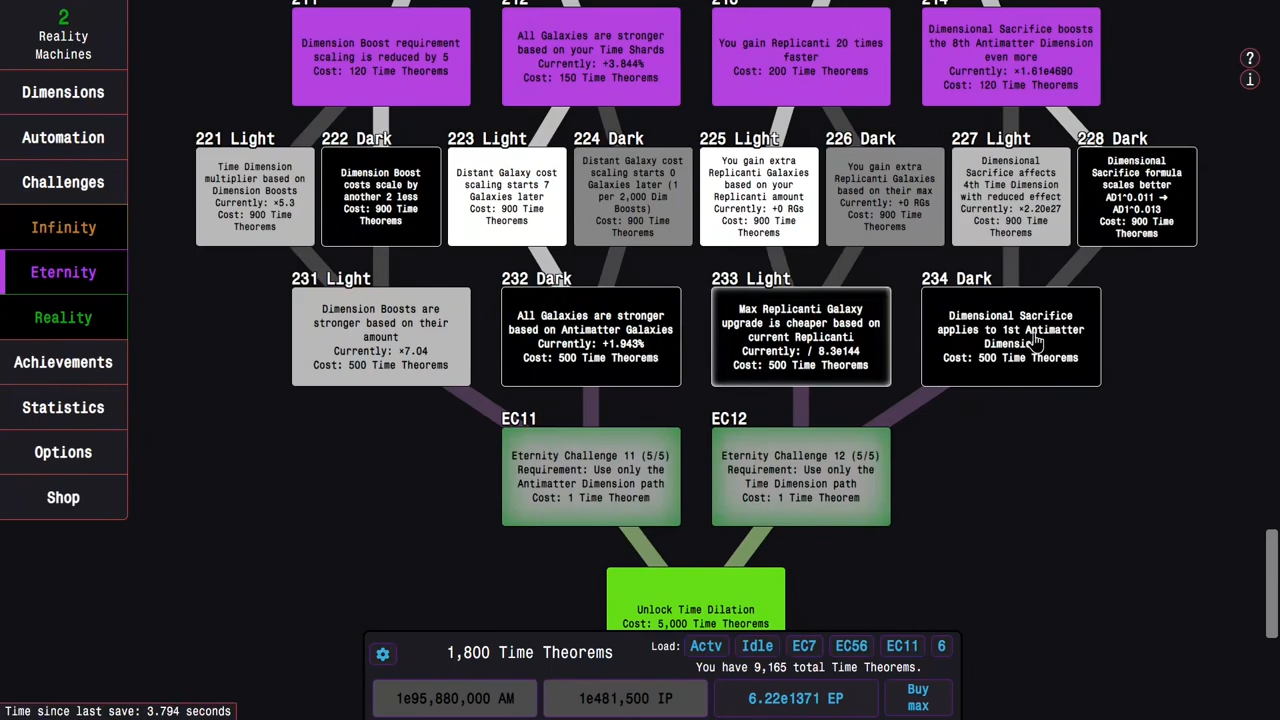 2
Reality
Machines
Dimensions
Automation
Challenges
Infinity
Eternity
Reality
Achievements
Statistics
Options
Shop
?
i
211
212
213
214
Dimension Boost requirement
scaling is reduced by 5
Cost: 120 Time Theorems
All Galaxies are stronger
based on your Time Shards
Currently: +3.844%
Cost: 150 Time Theorems
You gain Replicanti 20 times
faster
Cost: 200 Time Theorems
Dimensional Sacrifice boosts
the 8th Antimatter Dimension
even more
Currently: ×1.61e4690
Cost: 120 Time Theorems
221 Light
Time Dimension
multiplier based on
Dimension Boosts
Currently: ×5.3
Cost: 900 Time
Theorems
222 Dark
Dimension Boost
costs scale by
another 2 less
Cost: 900 Time
Theorems
223 Light
Distant Galaxy cost
scaling starts 7
Galaxies later
Cost: 900 Time
Theorems
224 Dark
Distant Galaxy cost
scaling starts 0
Galaxies later (1
per 2,000 Dim
Boosts)
Cost: 900 Time
Theorems
225 Light
You gain extra
Replicanti Galaxies
based on your
Replicanti amount
Currently: +0 RGs
Cost: 900 Time
Theorems
226 Dark
You gain extra
Replicanti Galaxies
based on their max
Currently: +0 RGs
Cost: 900 Time
Theorems
227 Light
Dimensional
Sacrifice affects
4th Time Dimension
with reduced effect
Currently: ×2.20e27
Cost: 900 Time
Theorems
228 Dark
Dimensional
Sacrifice formula
scales better
AD1^0.011 →
AD1^0.013
Cost: 900 Time
Theorems
231 Light
Dimension Boosts are
stronger based on their
amount
Currently: ×7.04
Cost: 500 Time Theorems
232 Dark
All Galaxies are stronger
based on Antimatter Galaxies
Currently: +1.943%
Cost: 500 Time Theorems
233 Light
Max Replicanti Galaxy
upgrade is cheaper based on
current Replicanti
Currently: / 8.3e144
Cost: 500 Time Theorems
234 Dark
Dimensional Sacrifice
applies to 1st Antimatter
Dimension
Cost: 500 Time Theorems
EC11
Eternity Challenge 11 (5/5)
Requirement: Use only the
Antimatter Dimension path
Cost: 1 Time Theorem
EC12
Eternity Challenge 12 (5/5)
Requirement: Use only the
Time Dimension path
Cost: 1 Time Theorem
Unlock Time Dilation
Cost: 5,000 Time Theorems
1,800 Time Theorems
Load: Actv Idle EC7 EC56 EC11 6
You have 9,165 total Time Theorems.
1e95,880,000 AM
1e481,500 IP
6.22e1371 EP
Buy
max
Time since last save: 3.794 seconds